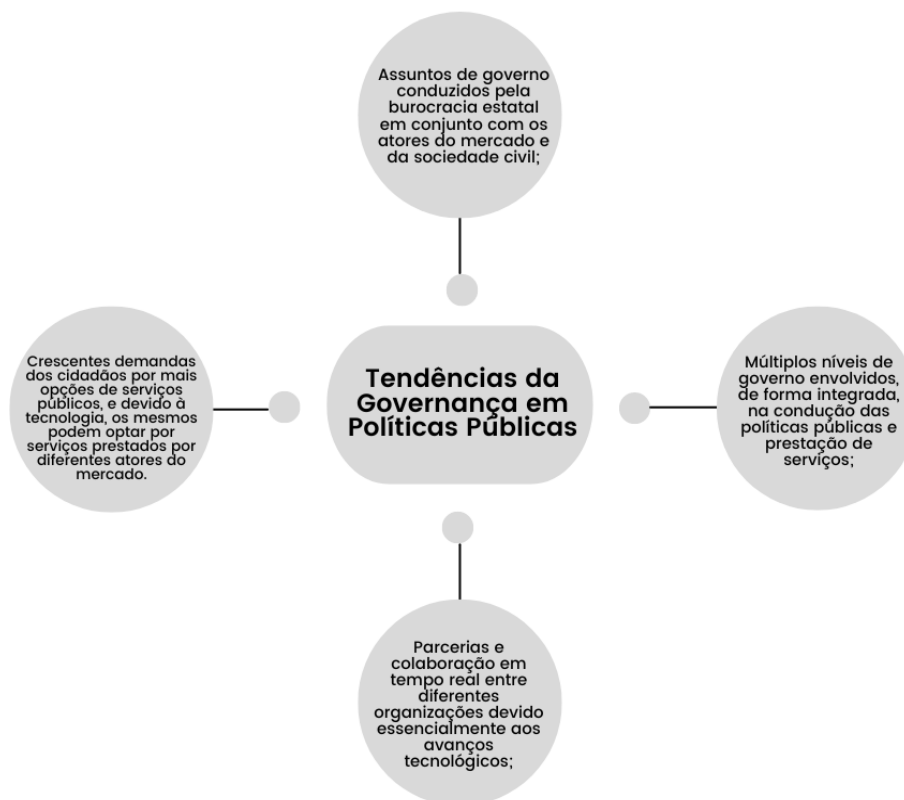 Assuntos de governo
conduzidos pela
burocracia estatal
em conjunto com os
atores do mercado e
da sociedade civil;
Crescentes demandas
dos cidadãos por mais
opções de serviços
públicos, e devido à
tecnologia, os mesmos
podem optar por
serviços prestados por
diferentes atores do
mercado.
Tendências da
Governança em
Políticas Públicas
Múltiplos níveis de
governo envolvidos,
de forma integrada,
na condução das
políticas públicas e
prestação de
serviços;
Parcerias e
colaboração em
tempo real entre
diferentes
organizações devido
essencialmente aos
avanços
tecnológicos;